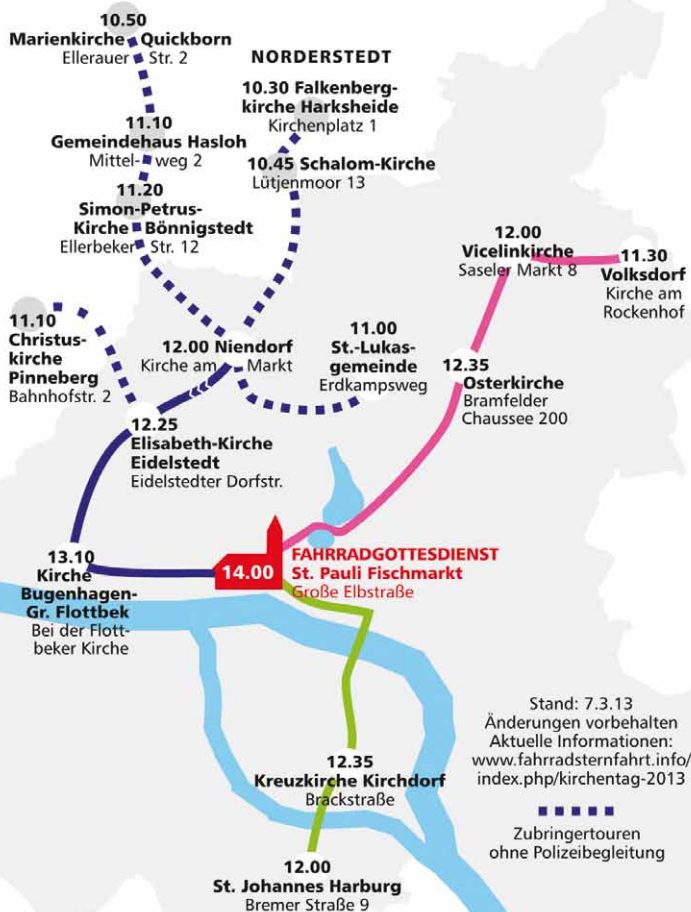 10.50
Marienkirche Quickborn
Ellerauer Str. 2
NORDERSTEDT
10.30 Falkenberg-
kirche Harksheide
Kirchenplatz 1
11.10
Gemeindehaus Hasloh
Mittel- weg 2
10.45 Schalom-Kirche
Lütjenmoor 13
11.20
Simon-Petrus-
Kirche Bönnigstedt
Ellerbeker Str. 12
12.00
Vicelinkirche
Saseler Markt 8
11.30
Volksdorf
Kirche am
Rockenhof
11.10
Christus-
kirche
Pinneberg
Bahnhofstr. 2
12.00 Niendorf
Kirche am Markt
11.00
St.-Lukas-
gemeinde
Erdkampsweg
12.35
Osterkirche
Bramfelder
Chaussee 200
12.25
Elisabeth-Kirche
Eidelstedt
Eidelstedter Dorfstr.
13.10
Kirche
Bugenhagen-
Gr. Flottbek
Bei der Flott-
beker Kirche
14.00
FAHRRADGOTTESDIENST
St. Pauli Fischmarkt
Große Elbstraße
12.35
Kreuzkirche Kirchdorf
Brackstraße
12.00
St. Johannes Harburg
Bremer Straße 9
Stand: 7.3.13
Änderungen vorbehalten
Aktuelle Informationen:
www.fahrradsternfahrt.info/
index.php/kirchentag-2013
Zubringertouren
ohne Polizeibegleitung